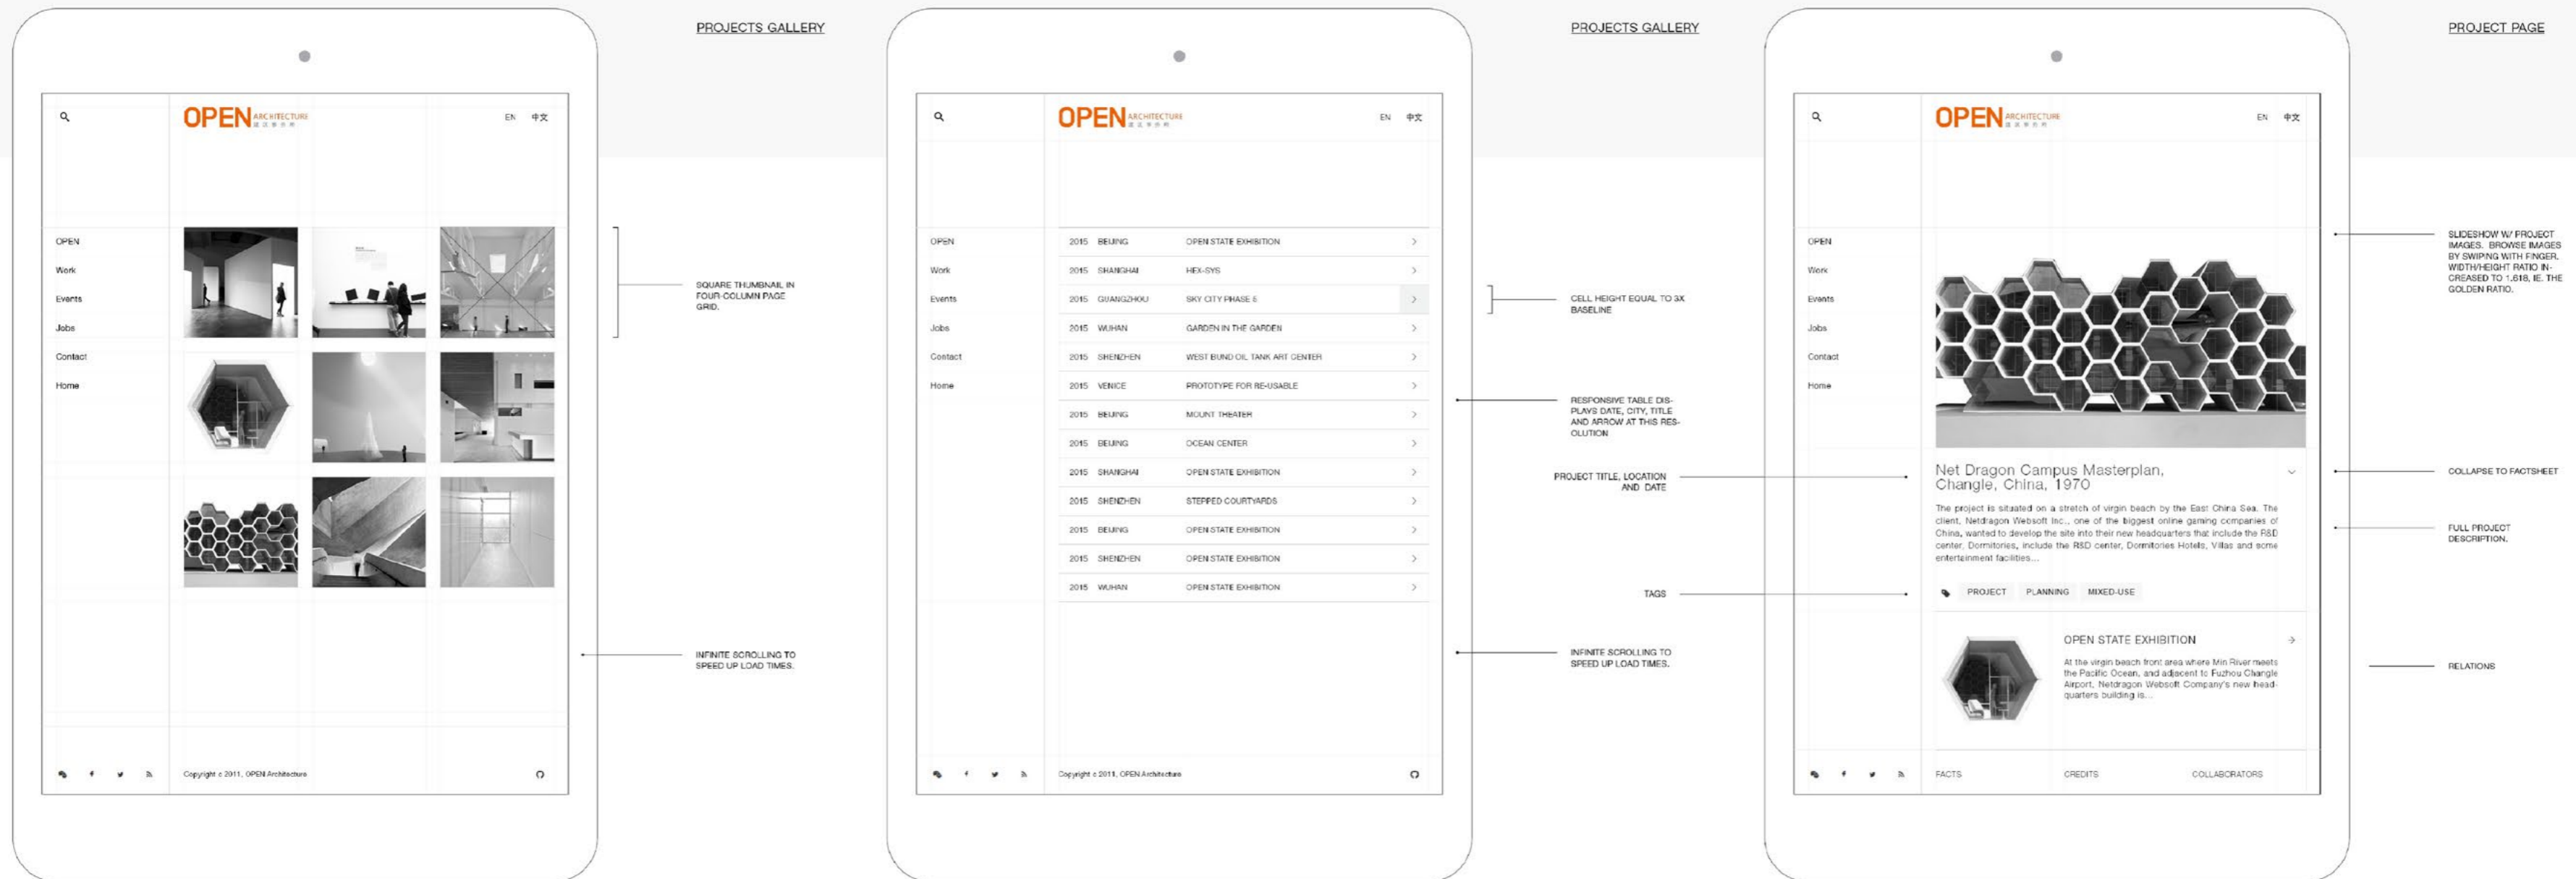 PROJECTS GALLERY
OPEN ARCHITECTURE
EN 中文
OPEN
Work
Events
Jobs
Contact
Home
SQUARE THUMBNAIL IN
FOUR-COLUMN PAGE
GRID.
INFINITE SCROLLING TO
SPEED UP LOAD TIMES.
Copyright © 2011, OPEN Architecture
PROJECTS GALLERY
OPEN ARCHITECTURE
EN 中文
OPEN
Work
Events
Jobs
Contact
Home
2015 BEIJING OPEN STATE EXHIBITION
2015 SHANGHAI HEX-SYS
2015 GUANGZHOU SKY CITY PHASE
2015 WUHAN GARDEN IN THE GARDEN
2015 SHENZHEN WEST BUND OIL TANK ART CENTER
2015 VENICE PROTOTYPE FOR RE-USABLE
2015 BEIJING MOUNT THEATER
2015 BEIJING OCEAN CENTER
2015 SHANGHAI OPEN STATE EXHIBITION
2015 SHENZHEN STEPPED COURTYARDS
2015 BEIJING OPEN STATE EXHIBITION
2015 SHENZHEN OPEN STATE EXHIBITION
2015 WUHAN OPEN STATE EXHIBITION
CELL HEIGHT EQUAL TO 3X
BASELINE
RESPONSIVE TABLE DIS-
PLAYS DATE, CITY, TITLE
AND ARROW AT THIS RES-
OLUTION
INFINITE SCROLLING TO
SPEED UP LOAD TIMES.
Copyright © 2011, OPEN Architecture
PROJECT PAGE
OPEN ARCHITECTURE
EN 中文
OPEN
Work
Events
Jobs
Contact
Home
SLIDESHOW W/ PROJECT
IMAGES. BROWSE IMAGES
BY SWIPING WITH FINGER.
WIDTH/HEIGHT RATIO IN-
CREASED TO 1.618, IE. THE
GOLDEN RATIO.
PROJECT TITLE, LOCATION
AND DATE
Net Dragon Campus Masterplan,
Changle, China, 1970
COLLAPSE TO FACTSHEET
The project is situated on a stretch of virgin beach by the East China Sea. The
client, Netdragon Websoft Inc., one of the biggest online gaming companies of
China, wanted to develop the site into their new headquarters that include the R&D
center, Dormitories, include the R&D center, Dormitories Hotels, Villas and some
entertainment facilities...
FULL PROJECT
DESCRIPTION.
TAGS
PROJECT PLANNING MIXED-USE
OPEN STATE EXHIBITION
At the virgin beach front area where Min River meets
the Pacific Ocean, and adjacent to Fuzhou Changle
Airport, Netdragon Websoft Company's new head-
quarters building is...
RELATIONS
FACTS CREDITS COLLABORATORS